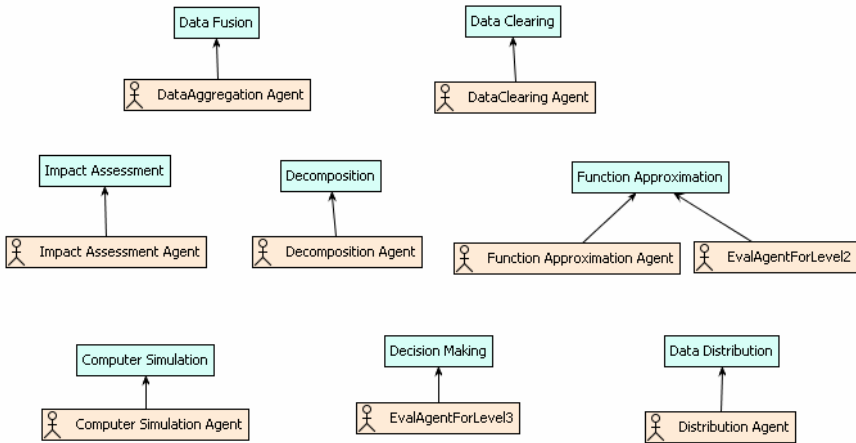 Data Fusion
Data Clearing
DataAggregation Agent
DataClearing Agent
Impact Assessment
Decomposition
Function Approximation
Impact Assessment Agent
Decomposition Agent
Function Approximation Agent
EvalAgentForLevel2
Computer Simulation
Decision Making
Data Distribution
Computer Simulation Agent
EvalAgentForLevel3
Distribution Agent